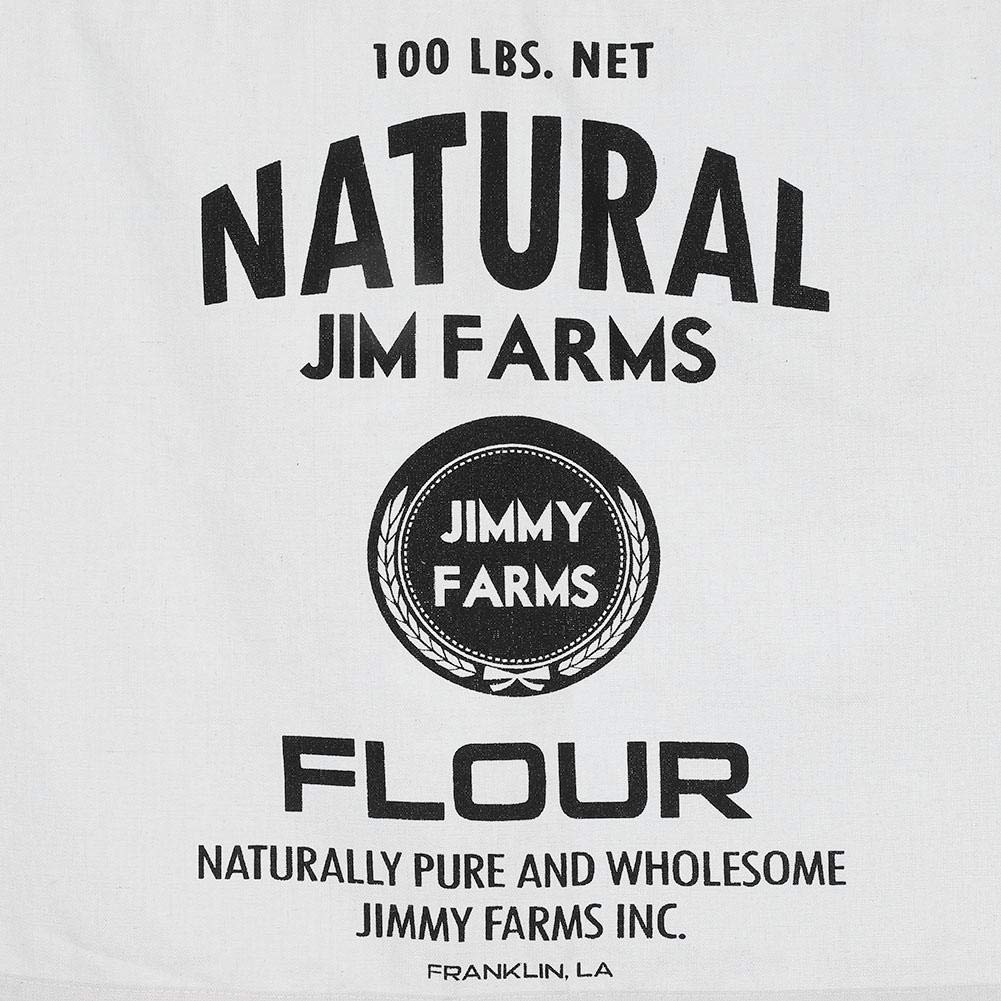 100 LBS. NET
NATURAL
JIM FARMS
JIMMY
FARMS
FLOUR
NATURALLY PURE AND WHOLESOME
JIMMY FARMS INC.
FRANKLIN, LA